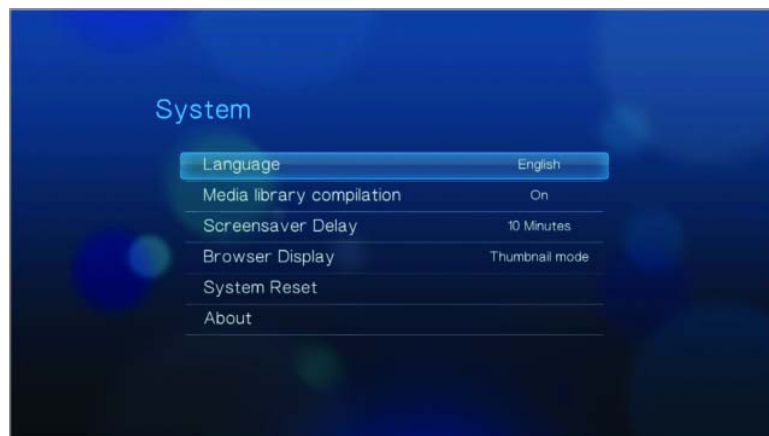 System
Language English
Media library compilation On
Screensaver Delay 10 Minutes
Browser Display Thumbnail mode
System Reset
About